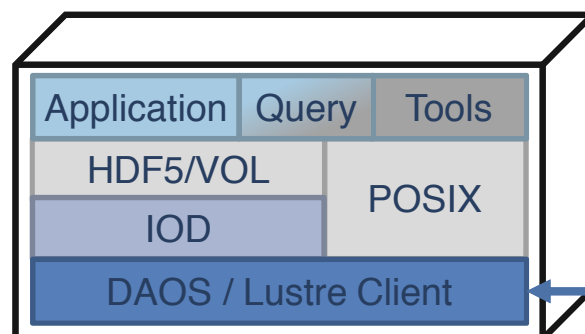 Application Query Tools
HDF5/VOL
POSIX
IOD
DAOS / Lustre Client